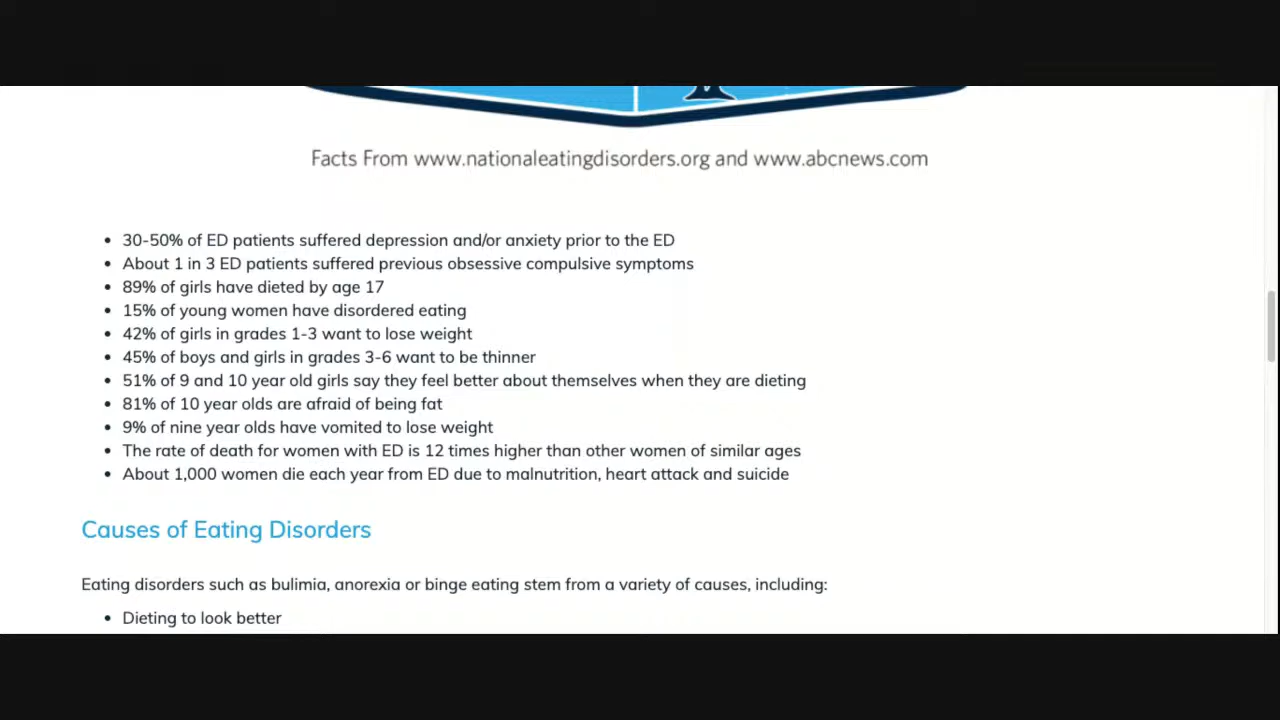 Facts From www.nationaleatingdisorders.org and www.abcnews.com
• 30-50% of ED patients suffered depression and/or anxiety prior to the ED
• About 1 in 3 ED patients suffered previous obsessive compulsive symptoms
• 89% of girls have dieted by age 17
• 15% of young women have disordered eating
• 42% of girls in grades 1-3 want to lose weight
• 45% of boys and girls in grades 3-6 want to be thinner
• 51% of 9 and 10 year old girls say they feel better about themselves when they are dieting
• 81% of 10 year olds are afraid of being fat
• 9% of nine year olds have vomited to lose weight
• The rate of death for women with ED is 12 times higher than other women of similar ages
• About 1,000 women die each year from ED due to malnutrition, heart attack and suicide
Causes of Eating Disorders
Eating disorders such as bulimia, anorexia or binge eating stem from a variety of causes, including:
• Dieting to look better